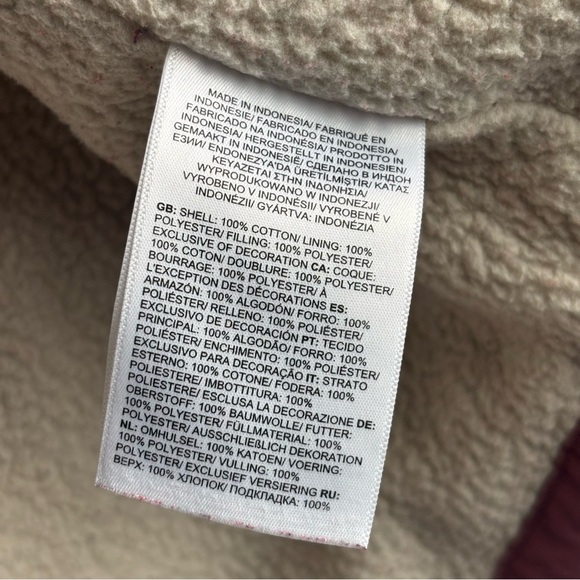 MADE IN INDONESIA/ FABRIQUÉ EN
INDONESIE/ FABRICADO EN INDONESIA/
FABRICADO NA INDONÉSIA/ PRODOTTO IN
INDONESIA/ HERGESTELLT IN INDONESIEN/
GEMAAKT IN INDONESIË/ СДЕЛАНО В ИНДОН
ЕЗИИ/ ENDONEZYA'DA ÜRETİLMİŞTİR/ ΚΑΤΑΣ
ΚΕΥΑΖΕΤΑΙ ΣΤΗΝ ΙΝΔΟΝΗΣΙΑ/
WYPRODUKOWANO W INDONEZJI/
VYROBENO V INDONÉSII/ VYROBENÉ V
INDONÉZII/ GYÁRTVA: INDONÉZIA
GB: SHELL: 100% COTTON/ LINING: 100%
POLYESTER/ FILLING: 100% POLYESTER/
EXCLUSIVE OF DECORATION CA: COQUE:
100% COTON/ DOUBLURE: 100% POLYESTER/
BOURRAGE: 100% POLYESTER/ À
L'EXCEPTION DES DÉCORATIONS ES:
ARMAZÓN: 100% ALGODÓN/ FORRO: 100%
POLIÉSTER/ RELLENO: 100% POLIÉSTER/
EXCLUSIVO DE DECORACIÓN PT: TECIDO
PRINCIPAL: 100% ALGODÃO/ FORRO: 100%
POLIÉSTER/ ENCHIMENTO: 100% POLIÉSTER/
EXCLUSIVO PARA DECORAÇÃO IT: STRATO
ESTERNO: 100% COTONE/ FODERA: 100%
POLIESTERE/ IMBOTTITURA: 100%
POLIESTERE/ ESCLUSA LA DECORAZIONE DE:
OBERSTOFF: 100% BAUMWOLLE/ FUTTER:
100% POLYESTER/ FÜLLMATERIAL: 100%
POLYESTER/ AUSSCHLIEßLICH DEKORATION
NL: OMHULSEL: 100% KATOEN/ VOERING:
100% POLYESTER/ VULLING: 100%
POLYESTER/ EXCLUSIEF VERSIERING RU:
ВЕРХ: 100% ХЛОПОК/ ПОДКЛАДКА: 100%